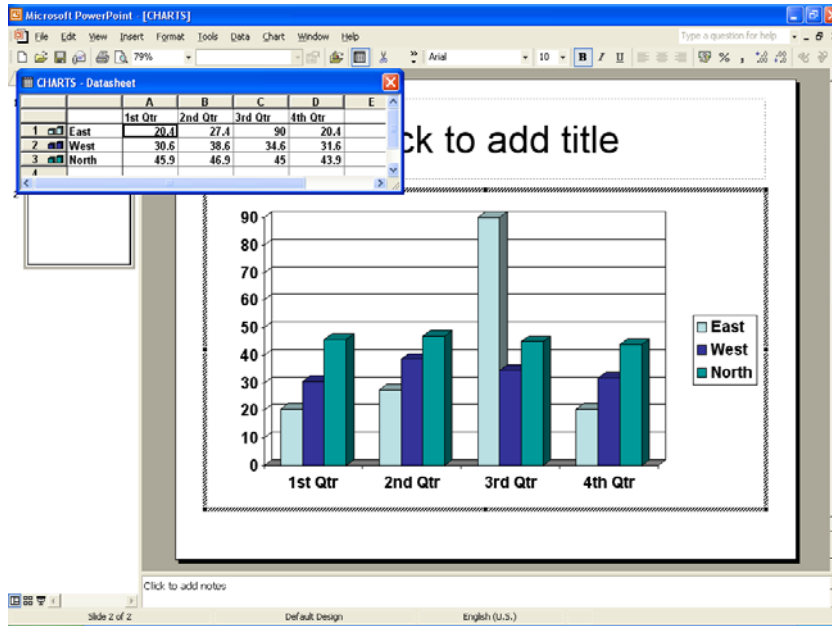 Microsoft PowerPoint - [CHARTS]
File Edit View Insert Format Tools Data Chart Window Help
Type a question for help
79%
Arial
10
B I U
% ,
CHARTS - Datasheet
A B C D E
1st Qtr 2nd Qtr 3rd Qtr 4th Qtr
1 East 20.4 27.4 90 20.4
2 West 30.6 38.6 34.6 31.6
3 North 45.9 46.9 45 43.9
4
ck to add title
90
80
70
60
50
40
30
20
10
0
1st Qtr 2nd Qtr 3rd Qtr 4th Qtr
East
West
North
Click to add notes
Slide 2 of 2 Default Design English (U.S.)